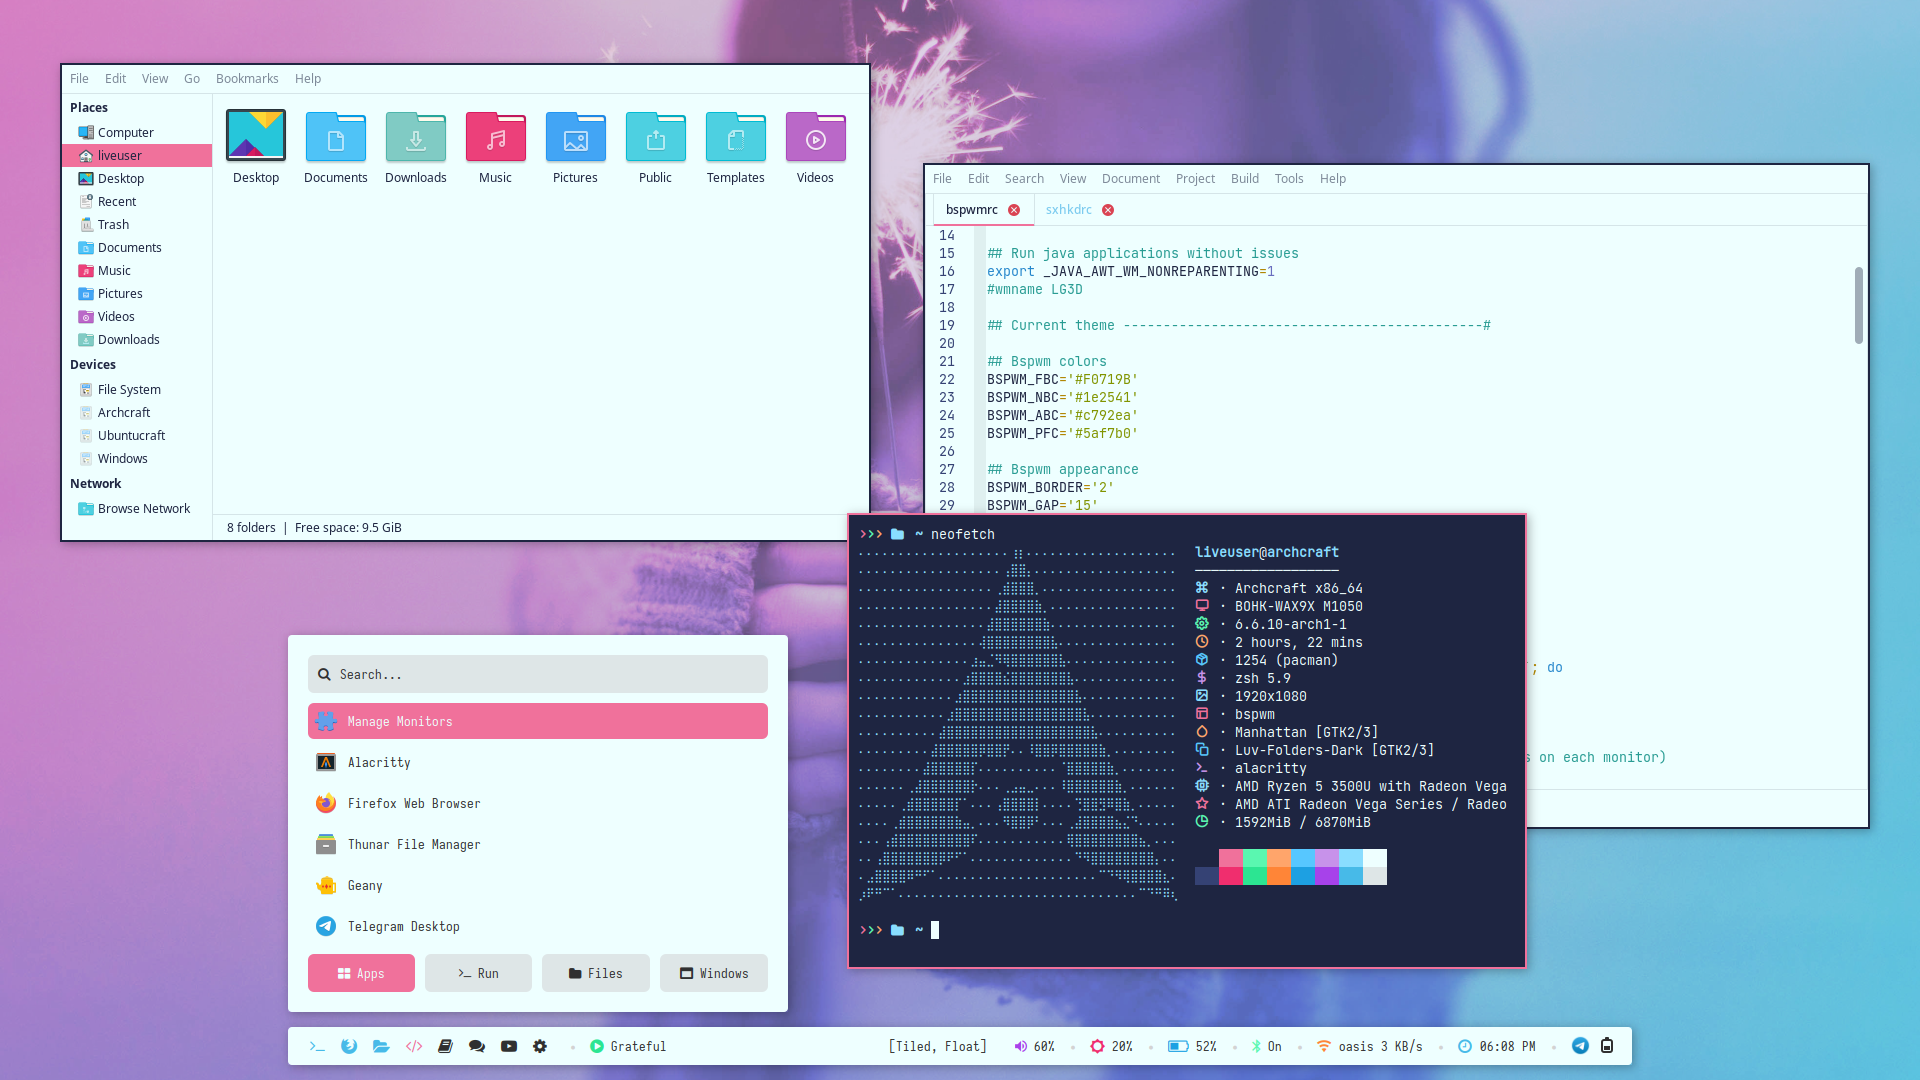 File Edit View Go Bookmarks Help
Places
Computer
liveuser
Desktop
Recent
Trash
Documents
Music
Pictures
Videos
Downloads
Devices
File System
Archcraft
Ubuntucraft
Windows
Network
Browse Network
Desktop Documents Downloads Music Pictures Public Templates Videos
8 folders | Free space: 9.5 GiB
File Edit Search View Document Project Build Tools Help
bspwmrc sxhkdrc
14
15 ## Run java applications without issues
16 export _JAVA_AWT_WM_NONREPARENTING=1
17 #wmname LG3D
18
19 ## Current theme ---------------------------------------------#
20
21 ## Bspwm colors
22 BSPWM_FBC='#F0719B'
23 BSPWM_NBC='#1e2541'
24 BSPWM_ABC='#c792ea'
25 BSPWM_PFC='#5af7b0'
26
27 ## Bspwm appearance
28 BSPWM_BORDER='2'
29 BSPWM_GAP='15'
; do
s on each monitor)
~ neofetch
liveuser@archcraft
------------------
· Archcraft x86_64
· BOHK-WAX9X M1050
· 6.6.10-arch1-1
· 2 hours, 22 mins
· 1254 (pacman)
· zsh 5.9
· 1920x1080
· bspwm
· Manhattan [GTK2/3]
· Luv-Folders-Dark [GTK2/3]
· alacritty
· AMD Ryzen 5 3500U with Radeon Vega
· AMD ATI Radeon Vega Series / Radeo
· 1592MiB / 6870MiB
~
Search...
Manage Monitors
Alacritty
Firefox Web Browser
Thunar File Manager
Geany
Telegram Desktop
Apps >_ Run Files Windows
Grateful [Tiled, Float] 60% 20% 52% On oasis 3 KB/s 06:08 PM